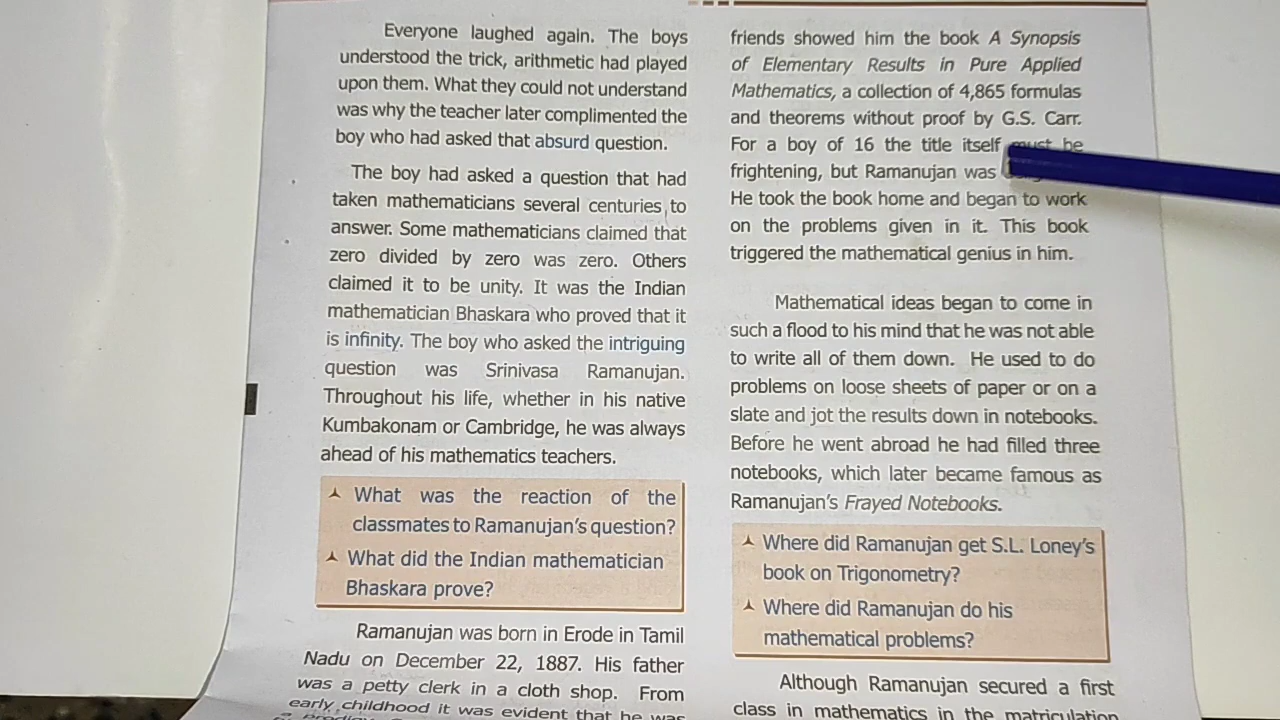 Everyone laughed again. The boys
understood the trick, arithmetic had played
upon them. What they could not understand
was why the teacher later complimented the
boy who had asked that absurd question.
The boy had asked a question that had
taken mathematicians several centuries to
answer. Some mathematicians claimed that
zero divided by zero was zero. Others
claimed it to be unity. It was the Indian
mathematician Bhaskara who proved that it
is infinity. The boy who asked the intriguing
question was Srinivasa Ramanujan.
Throughout his life, whether in his native
Kumbakonam or Cambridge, he was always
ahead of his mathematics teachers.
What was the reaction of the
classmates to Ramanujan's question?
What did the Indian mathematician
Bhaskara prove?
Ramanujan was born in Erode in Tamil
Nadu on December 22, 1887. His father
was a petty clerk in a cloth shop. From
early childhood it was evident that he was
friends showed him the book A Synopsis
of Elementary Results in Pure Applied
Mathematics, a collection of 4,865 formulas
and theorems without proof by G.S. Carr.
For a boy of 16 the title itself must be
frightening, but Ramanujan was
He took the book home and began to work
on the problems given in it. This book
triggered the mathematical genius in him.
Mathematical ideas began to come in
such a flood to his mind that he was not able
to write all of them down. He used to do
problems on loose sheets of paper or on a
slate and jot the results down in notebooks.
Before he went abroad he had filled three
notebooks, which later became famous as
Ramanujan's Frayed Notebooks.
Where did Ramanujan get S.L. Loney's
book on Trigonometry?
Where did Ramanujan do his
mathematical problems?
Although Ramanujan secured a first
class in mathematics in the matriculation